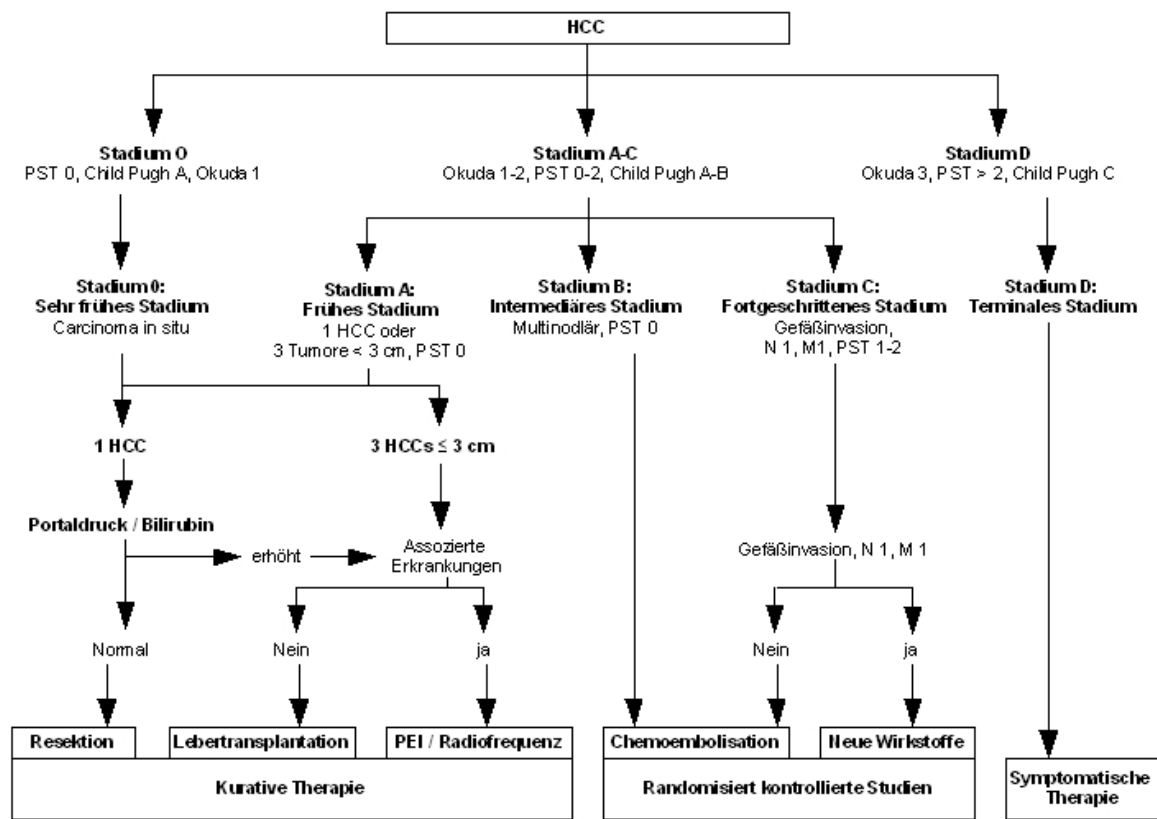 HCC
Stadium O
PST 0, Child Pugh A, Okuda 1
Stadium A-C
Okuda 1-2, PST 0-2, Child Pugh A-B
Stadium D
Okuda 3, PST > 2, Child Pugh C
Stadium 0:
Sehr frühes Stadium
Carcinoma in situ
Stadium A:
Frühes Stadium
1 HCC oder
3 Tumore < 3 cm, PST 0
Stadium B:
Intermediäres Stadium
Multinodlär, PST 0
Stadium C:
Fortgeschrittenes Stadium
Gefäßinvasion,
N 1, M1, PST 1-2
Stadium D:
Terminales Stadium
1 HCC
3 HCCs ≤ 3 cm
Portaldruck / Bilirubin
erhöht
Assozierte
Erkrankungen
Gefäßinvasion, N 1, M 1
Normal
Nein
ja
Nein
ja
Resektion
Lebertransplantation
PEI / Radiofrequenz
Chemoembolisation
Neue Wirkstoffe
Kurative Therapie
Randomisiert kontrollierte Studien
Symptomatische
Therapie